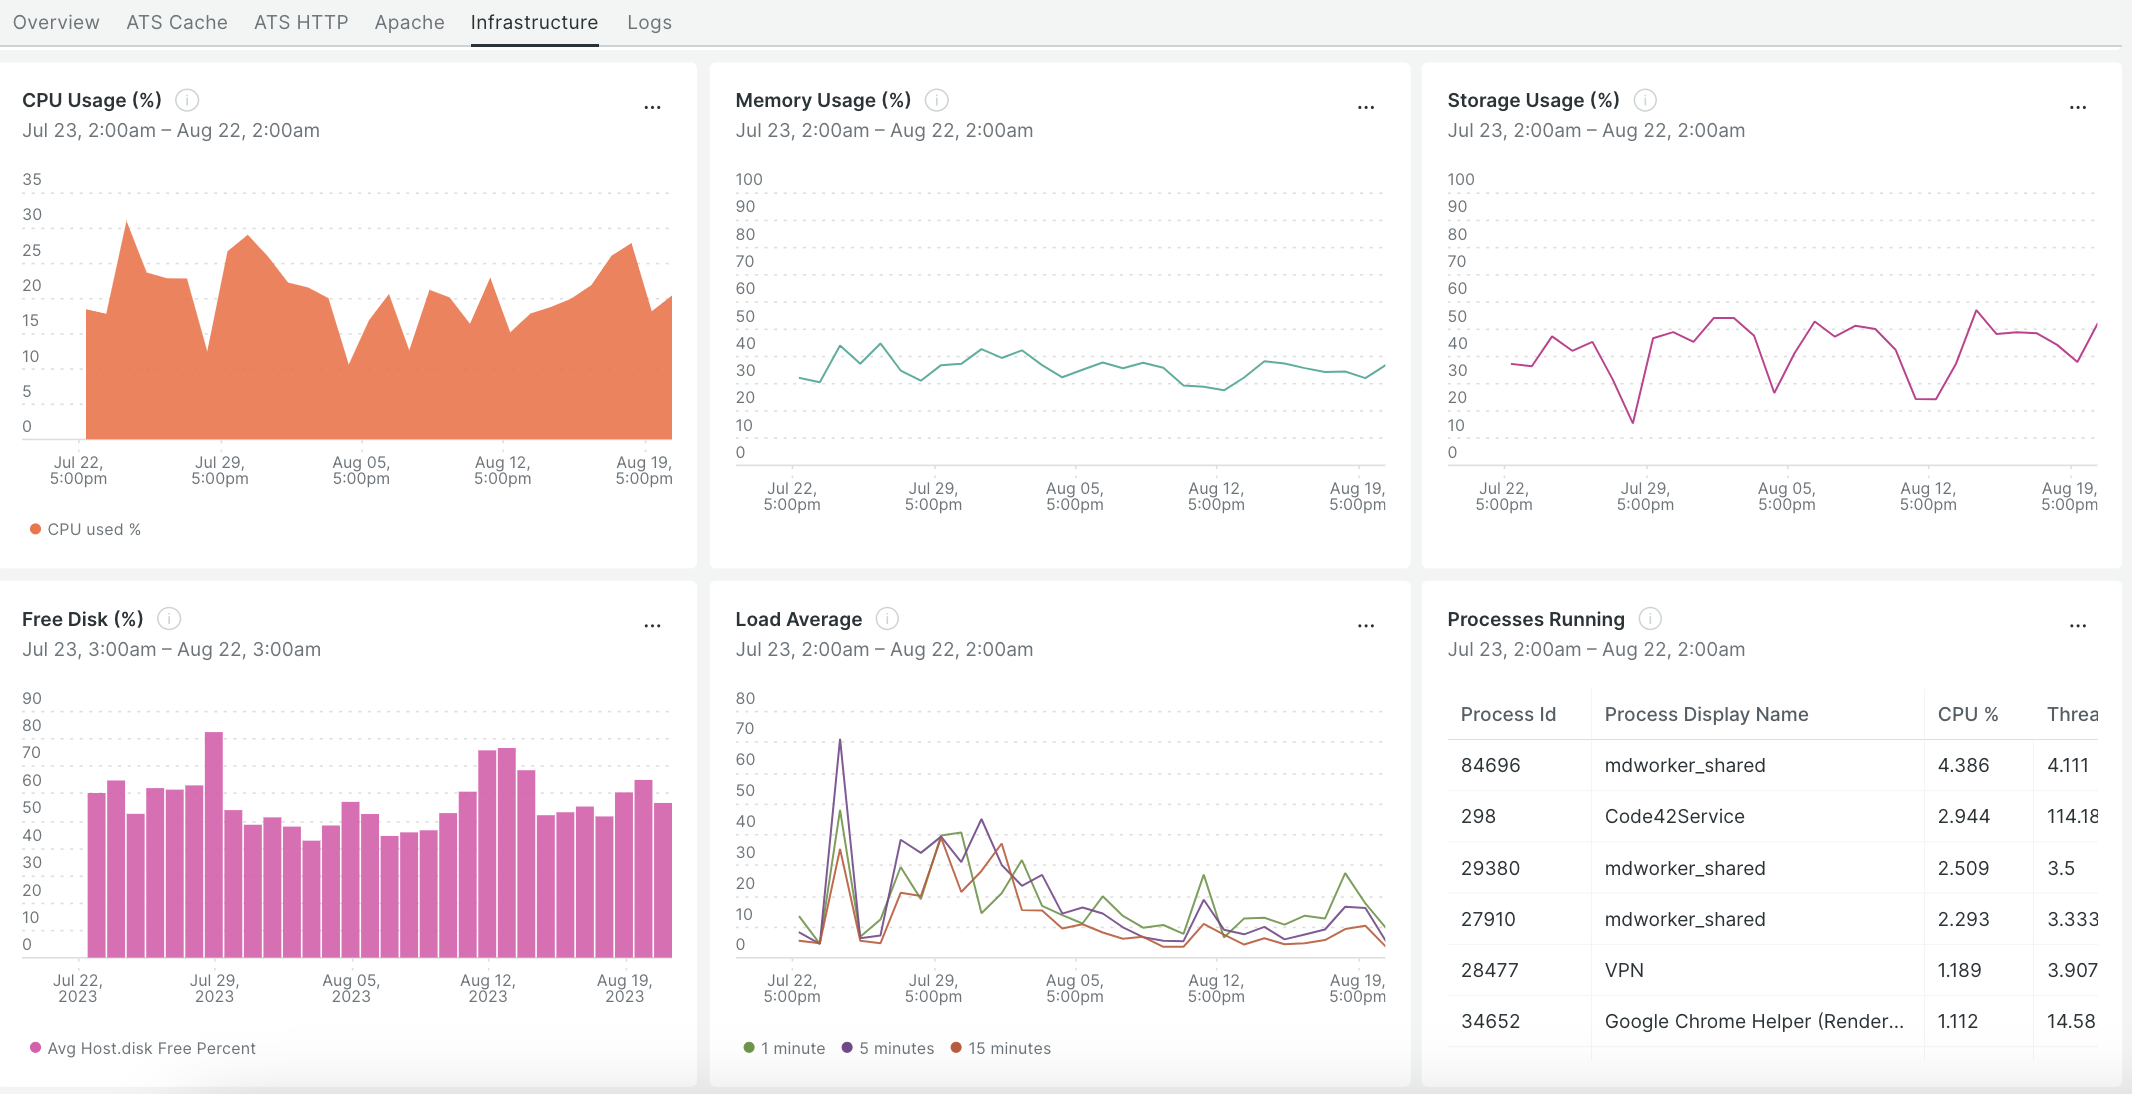 Overview ATS Cache ATS HTTP Apache Infrastructure Logs
CPU Usage (%)
Jul 23, 2:00am – Aug 22, 2:00am
35
30
25
20
15
10
5
0
Jul 22, Jul 29, Aug 05, Aug 12, Aug 19,
5:00pm 5:00pm 5:00pm 5:00pm 5:00pm
CPU used %
Memory Usage (%)
Jul 23, 2:00am – Aug 22, 2:00am
100
90
80
70
60
50
40
30
20
10
0
Jul 22, Jul 29, Aug 05, Aug 12, Aug 19,
5:00pm 5:00pm 5:00pm 5:00pm 5:00pm
Storage Usage (%)
Jul 23, 2:00am – Aug 22, 2:00am
100
90
80
70
60
50
40
30
20
10
0
Jul 22, Jul 29, Aug 05, Aug 12, Aug 19,
5:00pm 5:00pm 5:00pm 5:00pm 5:00pm
Free Disk (%)
Jul 23, 3:00am – Aug 22, 3:00am
90
80
70
60
50
40
30
20
10
0
Jul 22, Jul 29, Aug 05, Aug 12, Aug 19,
2023 2023 2023 2023 2023
Avg Host.disk Free Percent
Load Average
Jul 23, 2:00am – Aug 22, 2:00am
80
70
60
50
40
30
20
10
0
Jul 22, Jul 29, Aug 05, Aug 12, Aug 19,
5:00pm 5:00pm 5:00pm 5:00pm 5:00pm
1 minute 5 minutes 15 minutes
Processes Running
Jul 23, 2:00am – Aug 22, 2:00am
Process Id Process Display Name CPU % Threa
84696 mdworker_shared 4.386 4.111
298 Code42Service 2.944 114.18
29380 mdworker_shared 2.509 3.5
27910 mdworker_shared 2.293 3.333
28477 VPN 1.189 3.907
34652 Google Chrome Helper (Render... 1.112 14.58